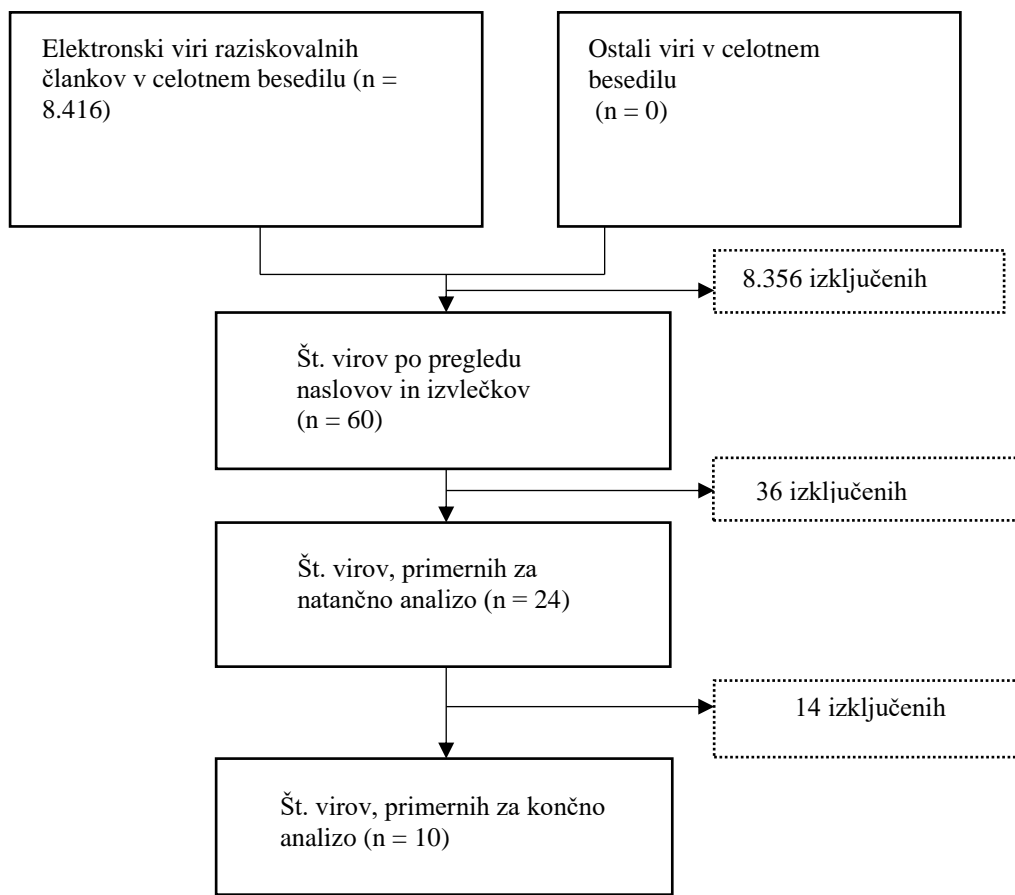 Elektronski viri raziskovalnih
člankov v celotnem besedilu (n =
8.416)
Ostali viri v celotnem
besedilu
(n = 0)
8.356 izključenih
Št. virov po pregledu
naslovov in izvlečkov
(n = 60)
36 izključenih
Št. virov, primernih za
natančno analizo (n = 24)
14 izključenih
Št. virov, primernih za končno
analizo (n = 10)